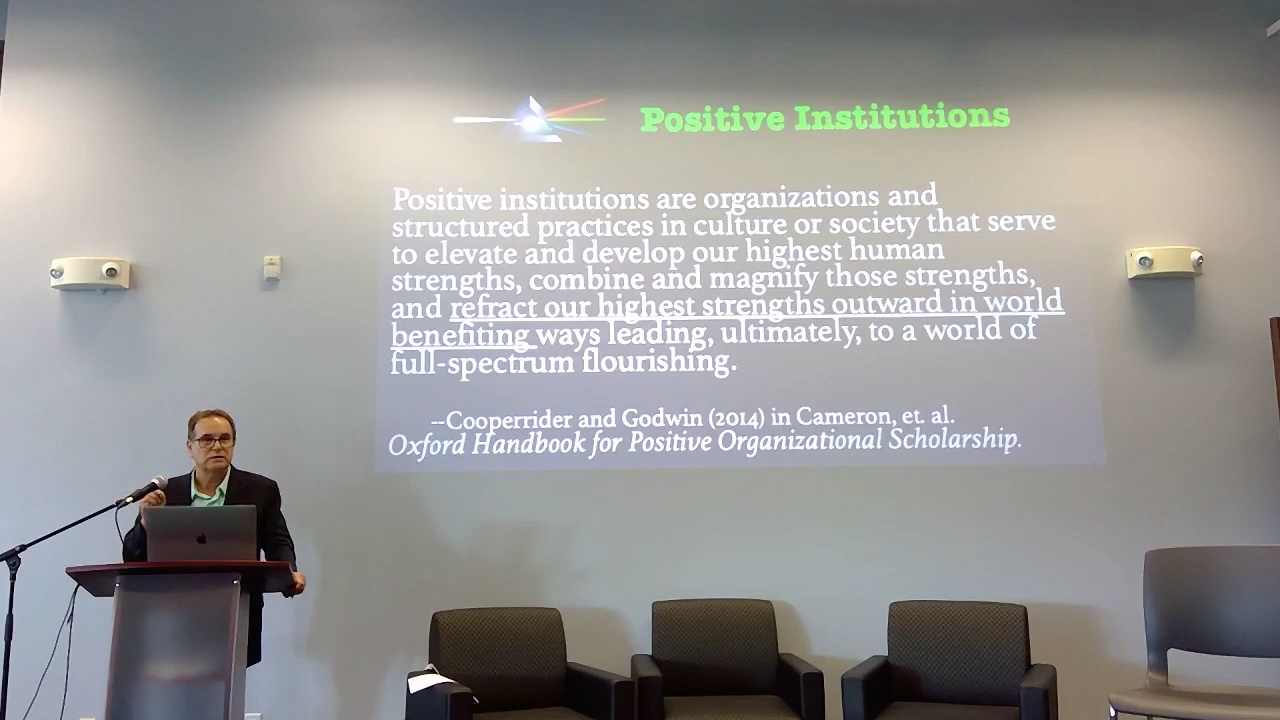 Positive Institutions
Positive institutions are organizations and
structured practices in culture or society that serve
to elevate and develop our highest human
strengths, combine and magnify those strengths,
and refract our highest strengths outward in world
benefiting ways leading, ultimately, to a world of
full-spectrum flourishing.
--Cooperrider and Godwin (2014) in Cameron, et. al.
Oxford Handbook for Positive Organizational Scholarship.